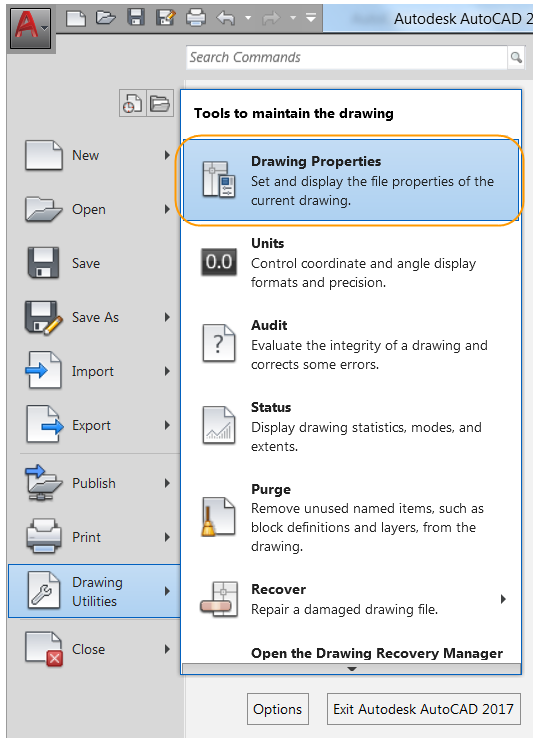 Autodesk AutoCAD 2
Search Commands
Tools to maintain the drawing
New
Drawing Properties
Set and display the file properties of the
current drawing.
Open
Units
Control coordinate and angle display
formats and precision.
0.0
Save
Save As
Audit
Evaluate the integrity of a drawing and
corrects some errors.
?
Import
Export
Status
Display drawing statistics, modes, and
extents.
Publish
Purge
Remove unused named items, such as
block definitions and layers, from the
drawing.
Print
Drawing
Utilities
Recover
Repair a damaged drawing file.
Close
Open the Drawing Recovery Manager
Options
Exit Autodesk AutoCAD 2017